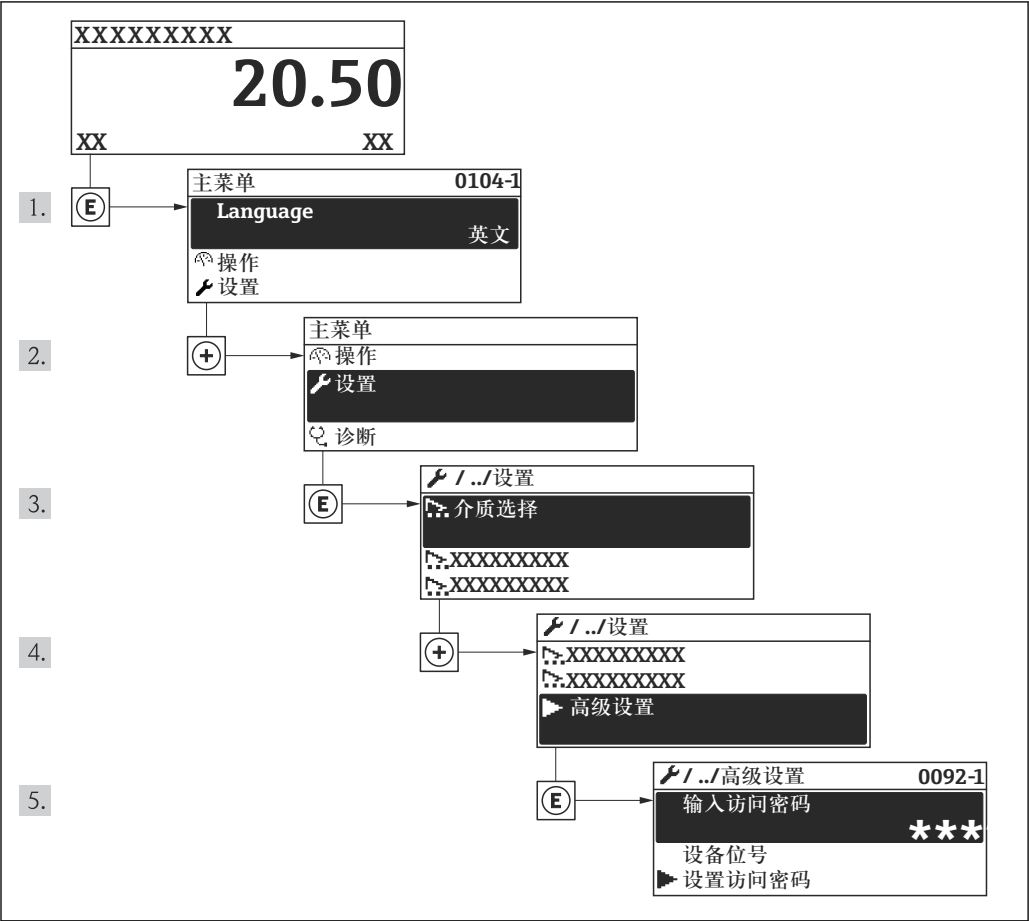 XXXXXXXXX
20.50
XX XX
1. E
主菜单 0104-1
Language
英文
操作
设置
2. +
主菜单
操作
设置
诊断
3. E
/ ../设置
介质选择
XXXXXXXXX
XXXXXXXXX
4. +
/ ../设置
XXXXXXXXX
XXXXXXXXX
高级设置
5. E
/ ../高级设置 0092-1
输入访问密码
***
设备位号
设置访问密码